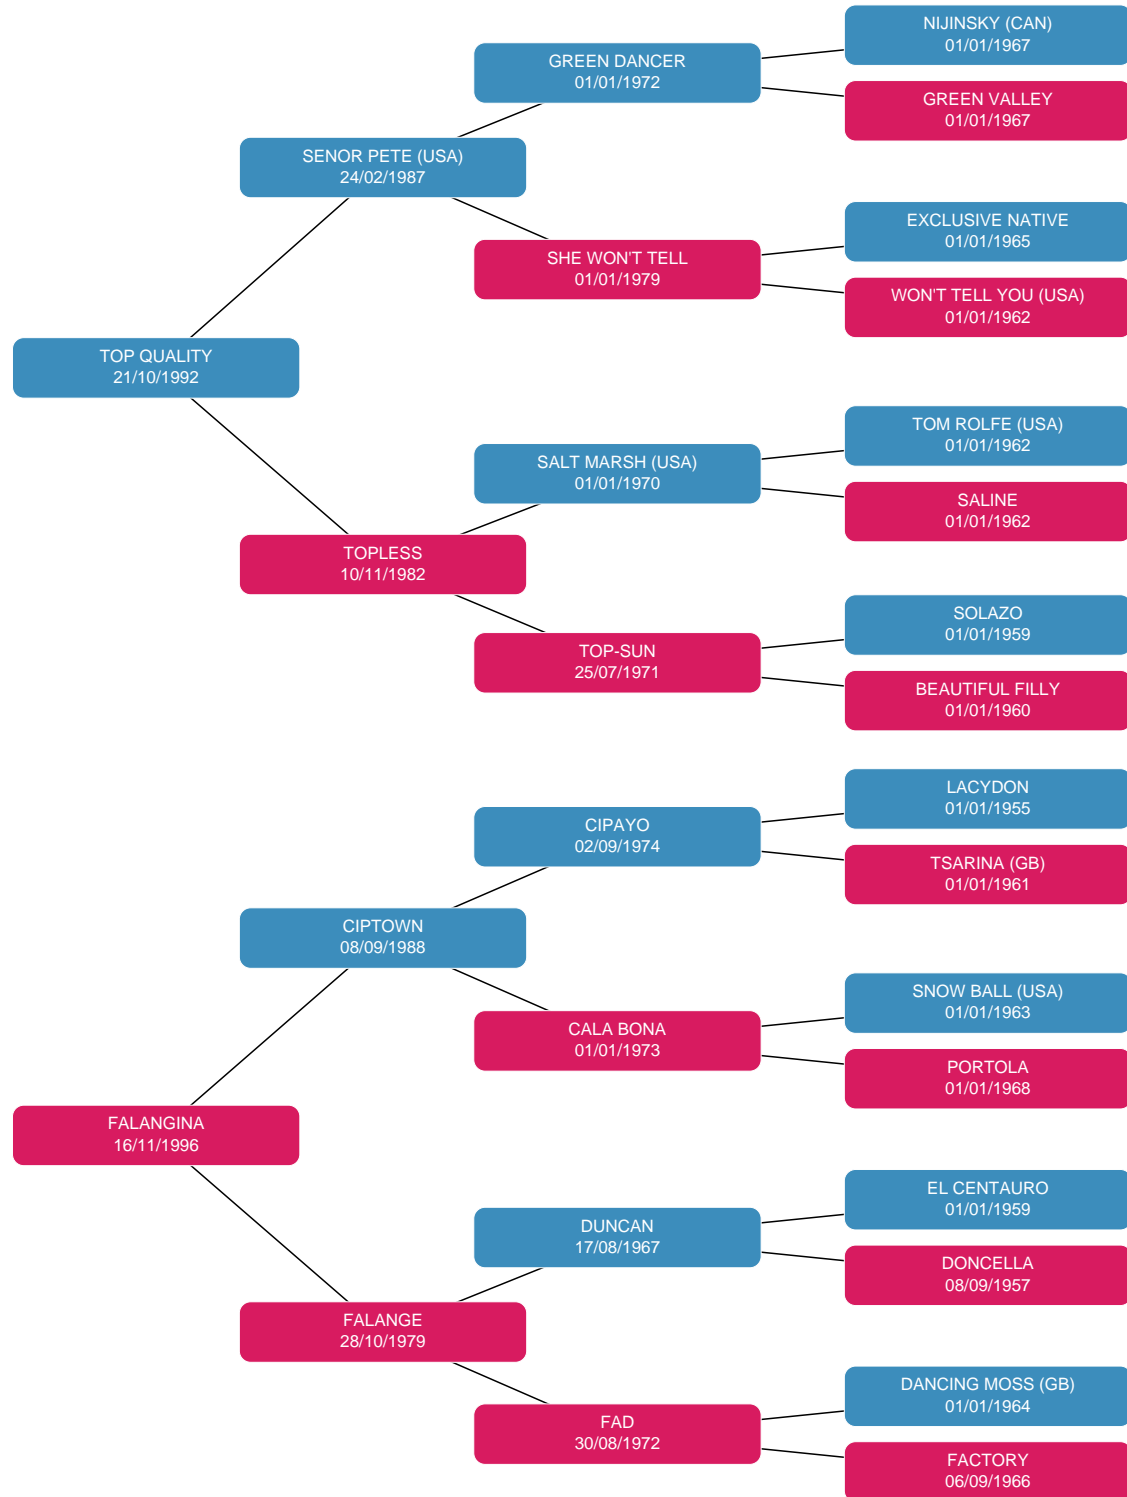 NIJINSKY (CAN)
01/01/1967
GREEN DANCER
01/01/1972
GREEN VALLEY
01/01/1967
SENOR PETE (USA)
24/02/1987
EXCLUSIVE NATIVE
01/01/1965
SHE WON'T TELL
01/01/1979
WON'T TELL YOU (USA)
01/01/1962
TOP QUALITY
21/10/1992
TOM ROLFE (USA)
01/01/1962
SALT MARSH (USA)
01/01/1970
SALINE
01/01/1962
TOPLESS
10/11/1982
SOLAZO
01/01/1959
TOP-SUN
25/07/1971
BEAUTIFUL FILLY
01/01/1960
LACYDON
01/01/1955
CIPAYO
02/09/1974
TSARINA (GB)
01/01/1961
CIPTOWN
08/09/1988
SNOW BALL (USA)
01/01/1963
CALA BONA
01/01/1973
PORTOLA
01/01/1968
FALANGINA
16/11/1996
EL CENTAURO
01/01/1959
DUNCAN
17/08/1967
DONCELLA
08/09/1957
FALANGE
28/10/1979
DANCING MOSS (GB)
01/01/1964
FAD
30/08/1972
FACTORY
06/09/1966